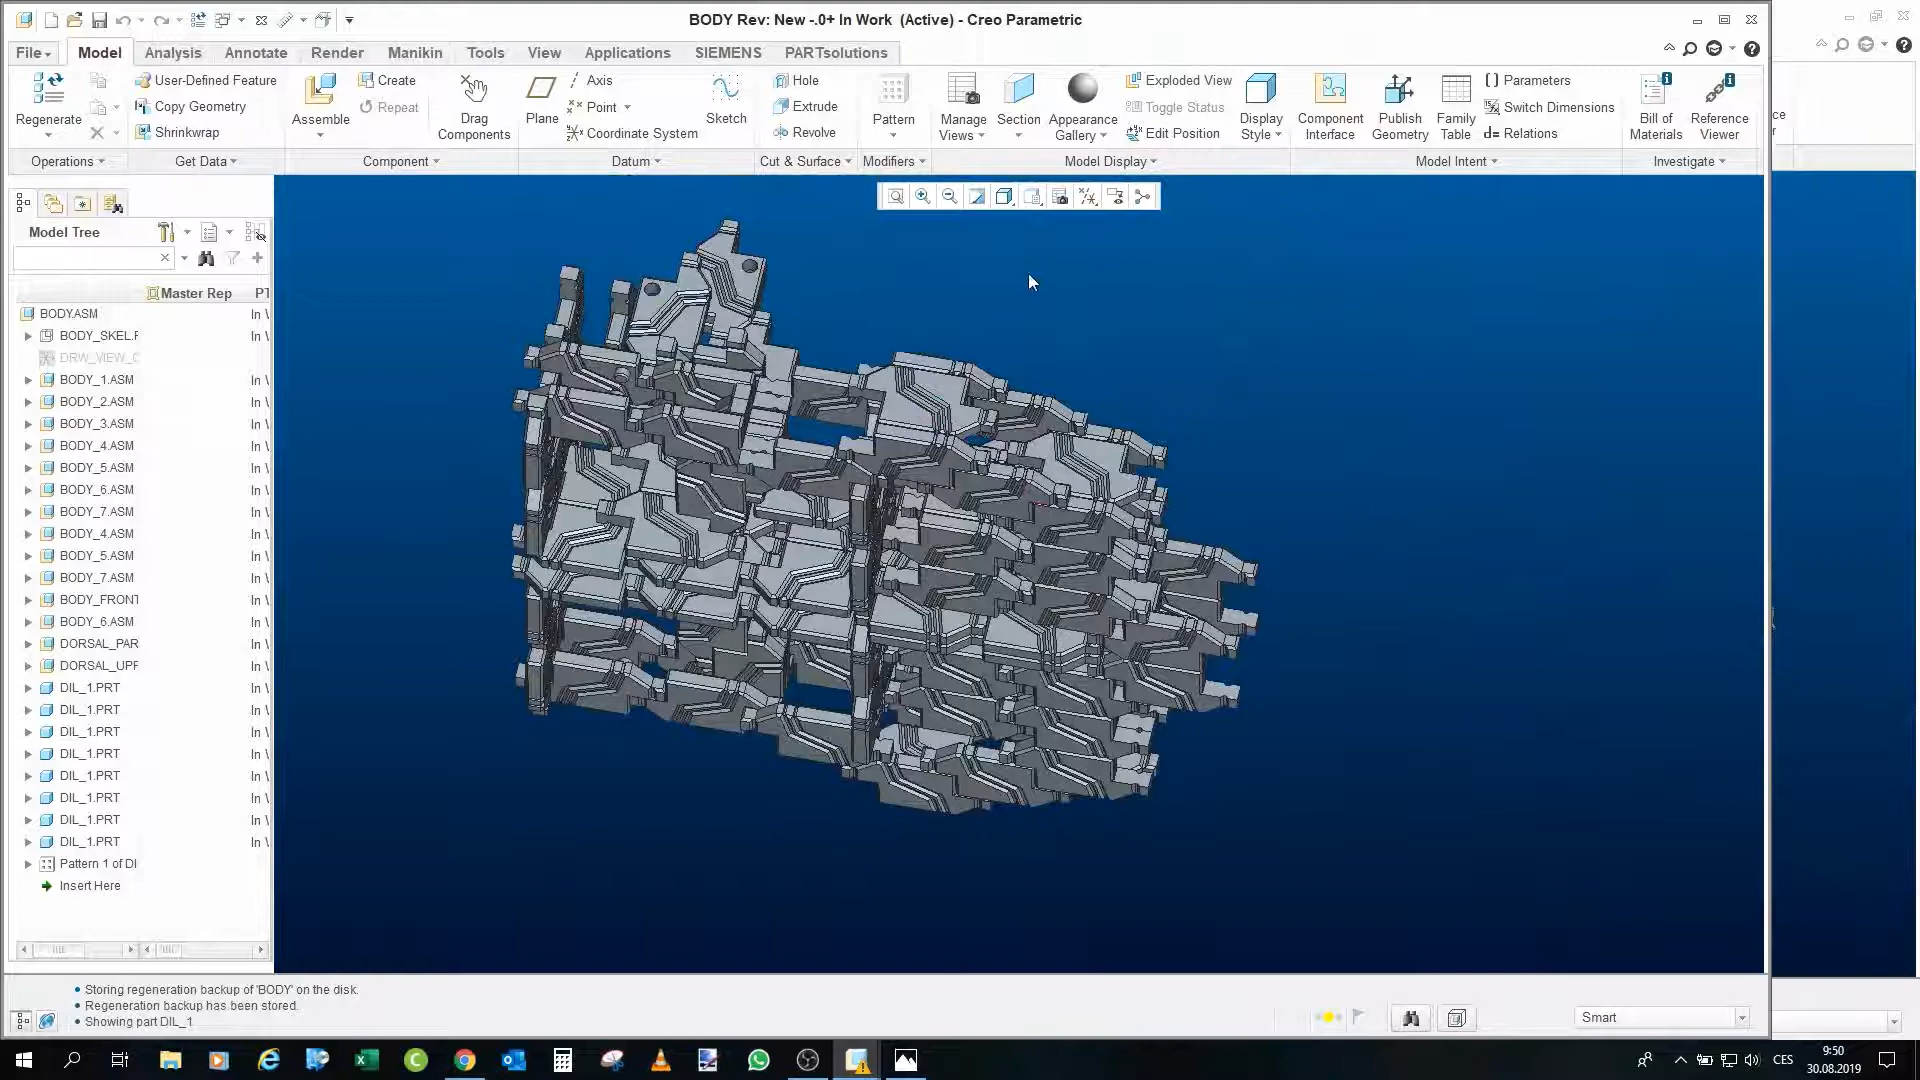 BODY Rev: New -.0+ In Work (Active) - Creo Parametric
File Model Analysis Annotate Render Manikin Tools View Applications SIEMENS PARTsolutions
Regenerate
User-Defined Feature
Copy Geometry
Shrinkwrap
Assemble
Create
Repeat
Drag
Components
Plane
Axis
Point
Coordinate System
Sketch
Hole
Extrude
Revolve
Pattern
Manage
Views
Section
Appearance
Gallery
Exploded View
Toggle Status
Edit Position
Display
Style
Component
Interface
Publish
Geometry
Family
Table
Parameters
Switch Dimensions
d= Relations
Bill of
Materials
Reference
Viewer
Operations Get Data Component Datum Cut & Surface Modifiers Model Display Model Intent Investigate
Model Tree
Master Rep
BODY.ASM In
BODY_SKEL. In
DRW_VIEW_
BODY_1.ASM In
BODY_2.ASM In
BODY_3.ASM In
BODY_4.ASM In
BODY_5.ASM In
BODY_6.ASM In
BODY_7.ASM In
BODY_4.ASM In
BODY_5.ASM In
BODY_7.ASM In
BODY_FRONT In
BODY_6.ASM In
DORSAL_PAR In
DORSAL_UPP In
DIL_1.PRT In
DIL_1.PRT In
DIL_1.PRT In
DIL_1.PRT In
DIL_1.PRT In
DIL_1.PRT In
DIL_1.PRT In
DIL_1.PRT In
Pattern 1 of DI
Insert Here
• Storing regeneration backup of 'BODY' on the disk.
• Regeneration backup has been stored.
• Showing part DIL_1
Smart
CES
9:50
30.08.2019